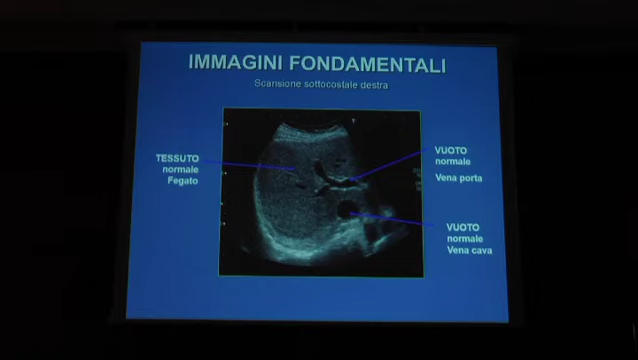 IMMAGINI FONDAMENTALI
Scansione sottocostale destra
TESSUTO
normale
Fegato
VUOTO
normale
Vena porta
VUOTO
normale
Vena cava